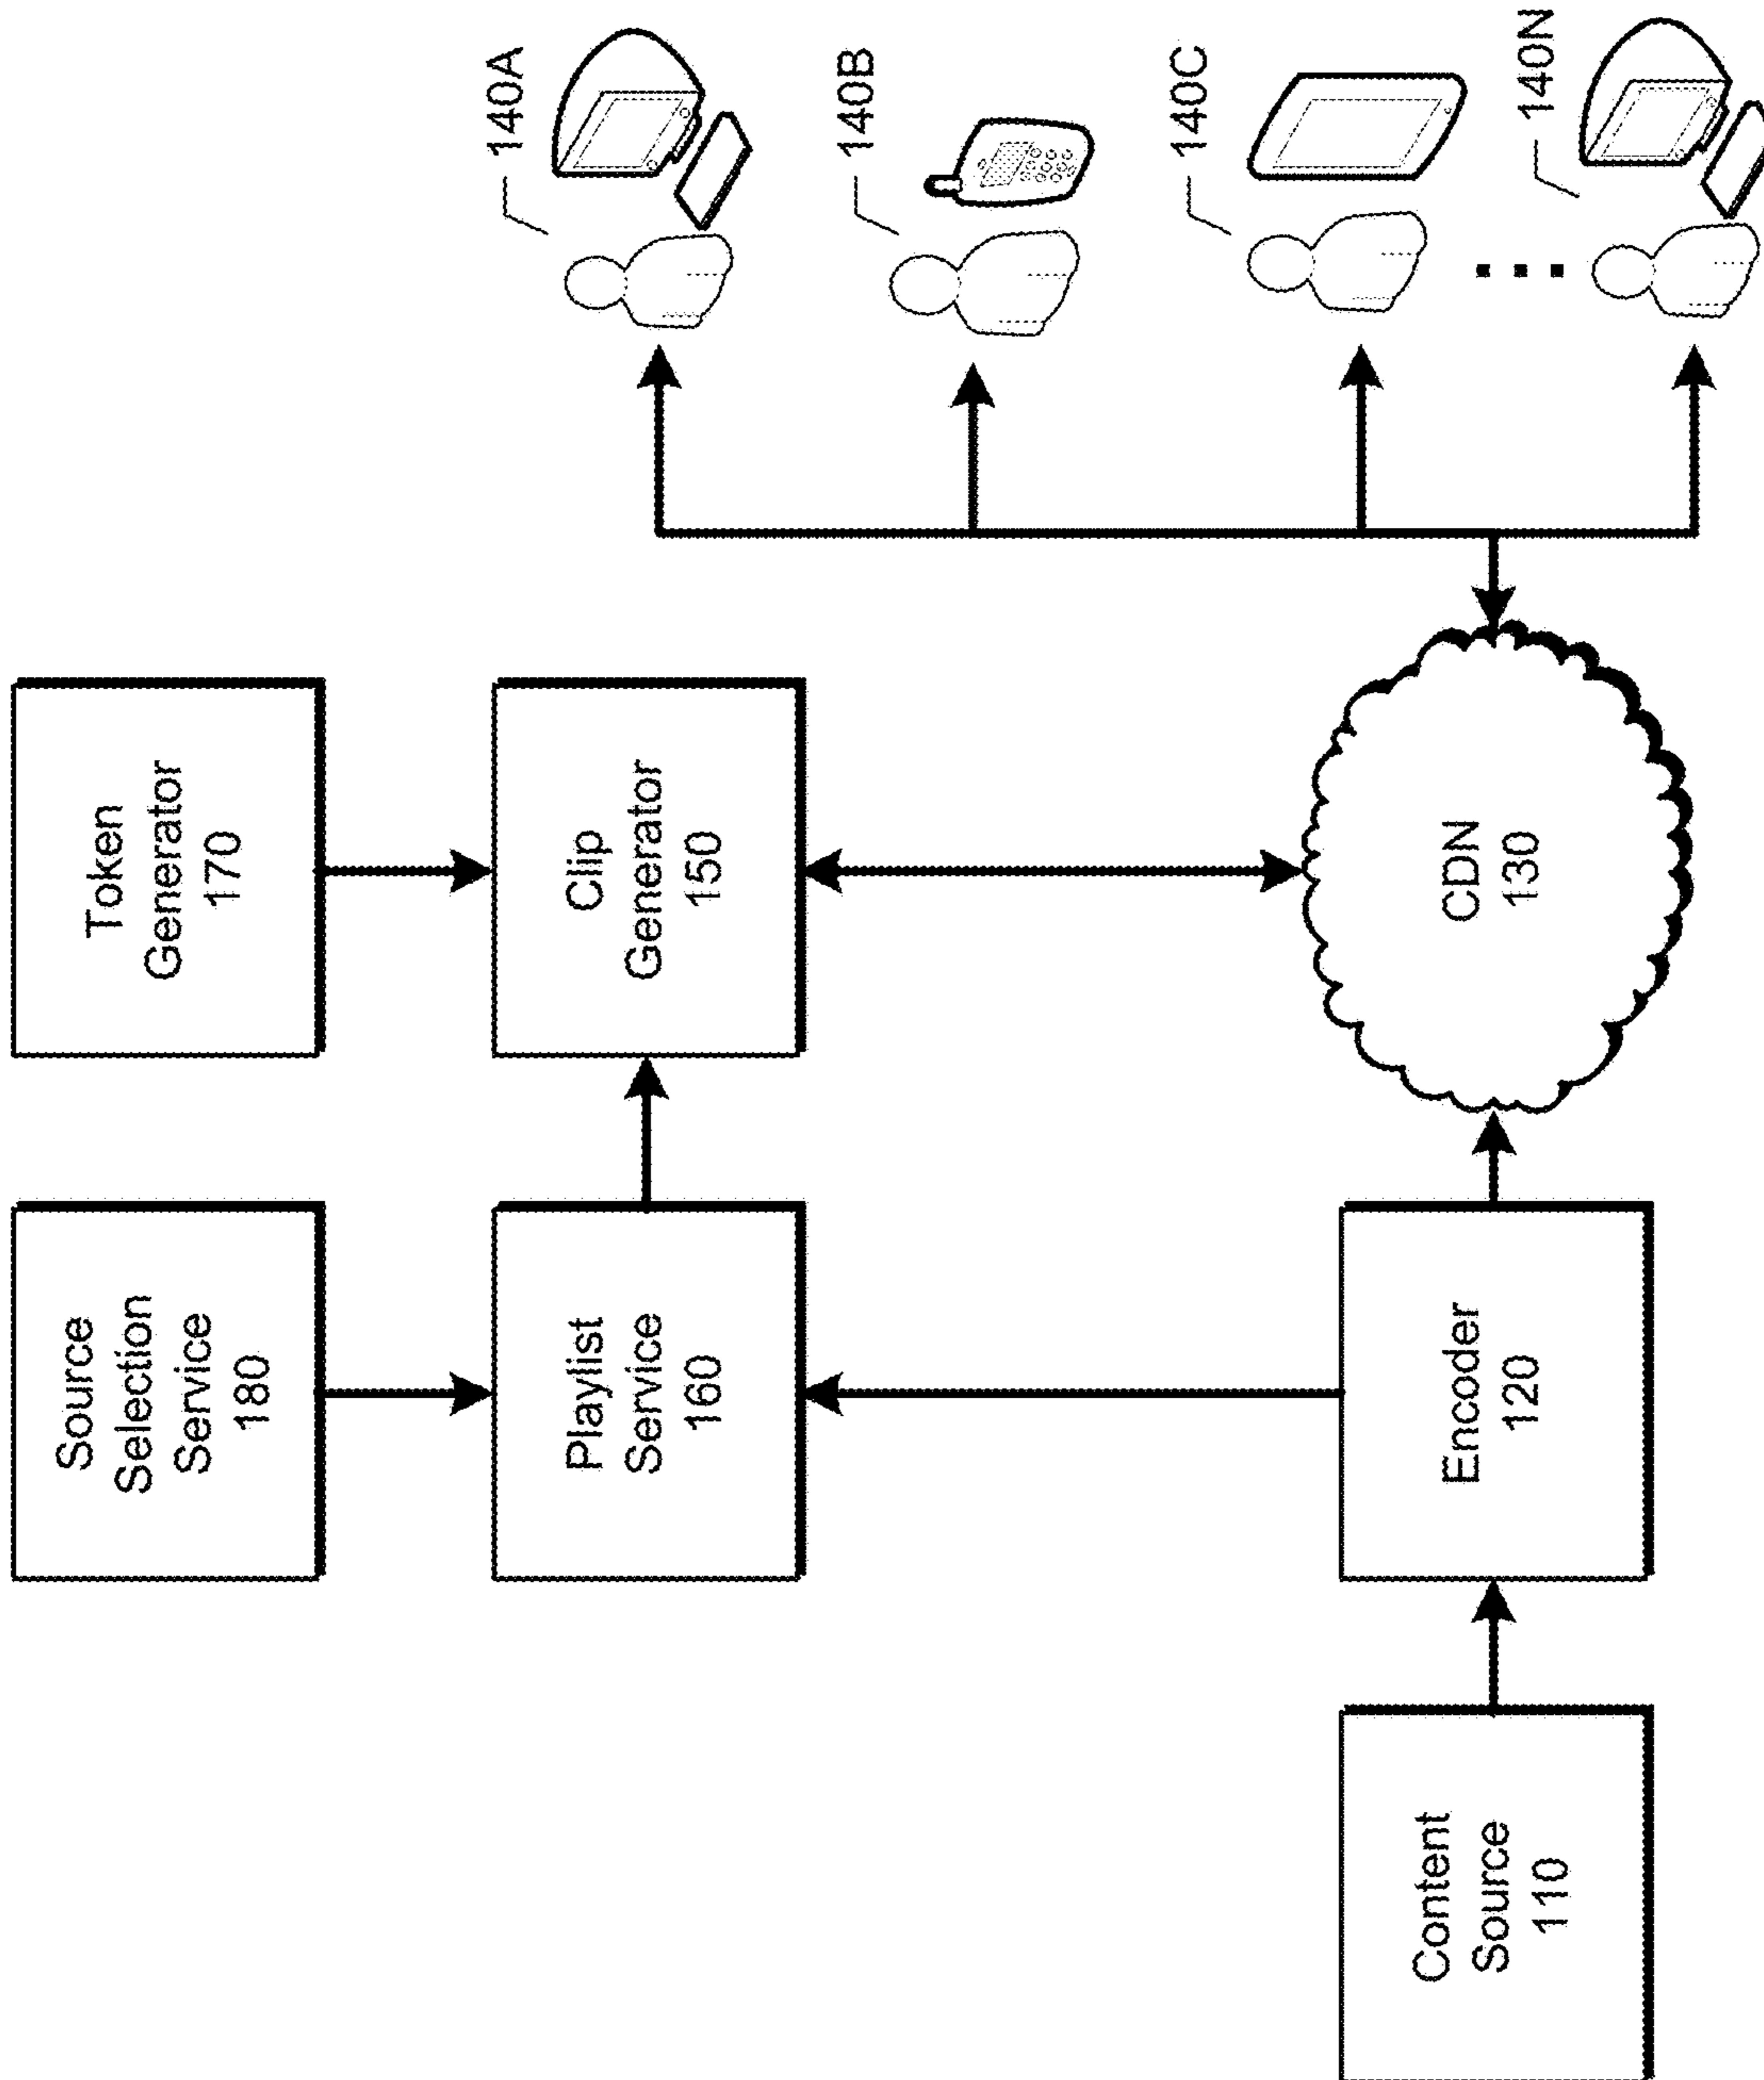 Source
Selection
Service
180
Token
Generator
170
140A
Playlist
Service
160
Clip
Generator
150
140B
140C
Content
Source
110
Encoder
120
CDN
130
140N